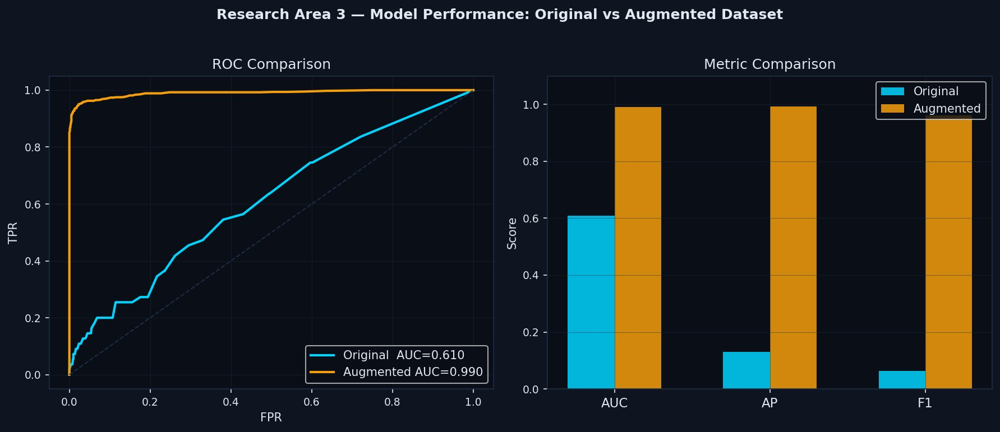 Research Area 3 — Model Performance: Original vs Augmented Dataset
ROC Comparison
1.0
0.8
0.6
0.4
0.2
0.0
TPR
0.0 0.2 0.4 0.6 0.8 1.0
FPR
Original AUC=0.610
Augmented AUC=0.990
Metric Comparison
Original
Augmented
1.0
0.8
0.6
0.4
0.2
0.0
Score
AUC AP F1